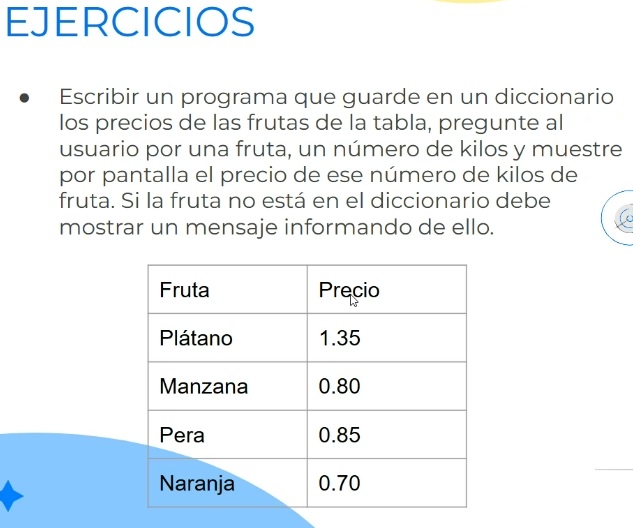 EJERCICIOS
● Escribir un programa que guarde en un diccionario
los precios de las frutas de la tabla, pregunte al
usuario por una fruta, un número de kilos y muestre
por pantalla el precio de ese número de kilos de
fruta. Si la fruta no está en el diccionario debe
mostrar un mensaje informando de ello.
Fruta Precio
Plátano 1.35
Manzana 0.80
Pera 0.85
Naranja 0.70